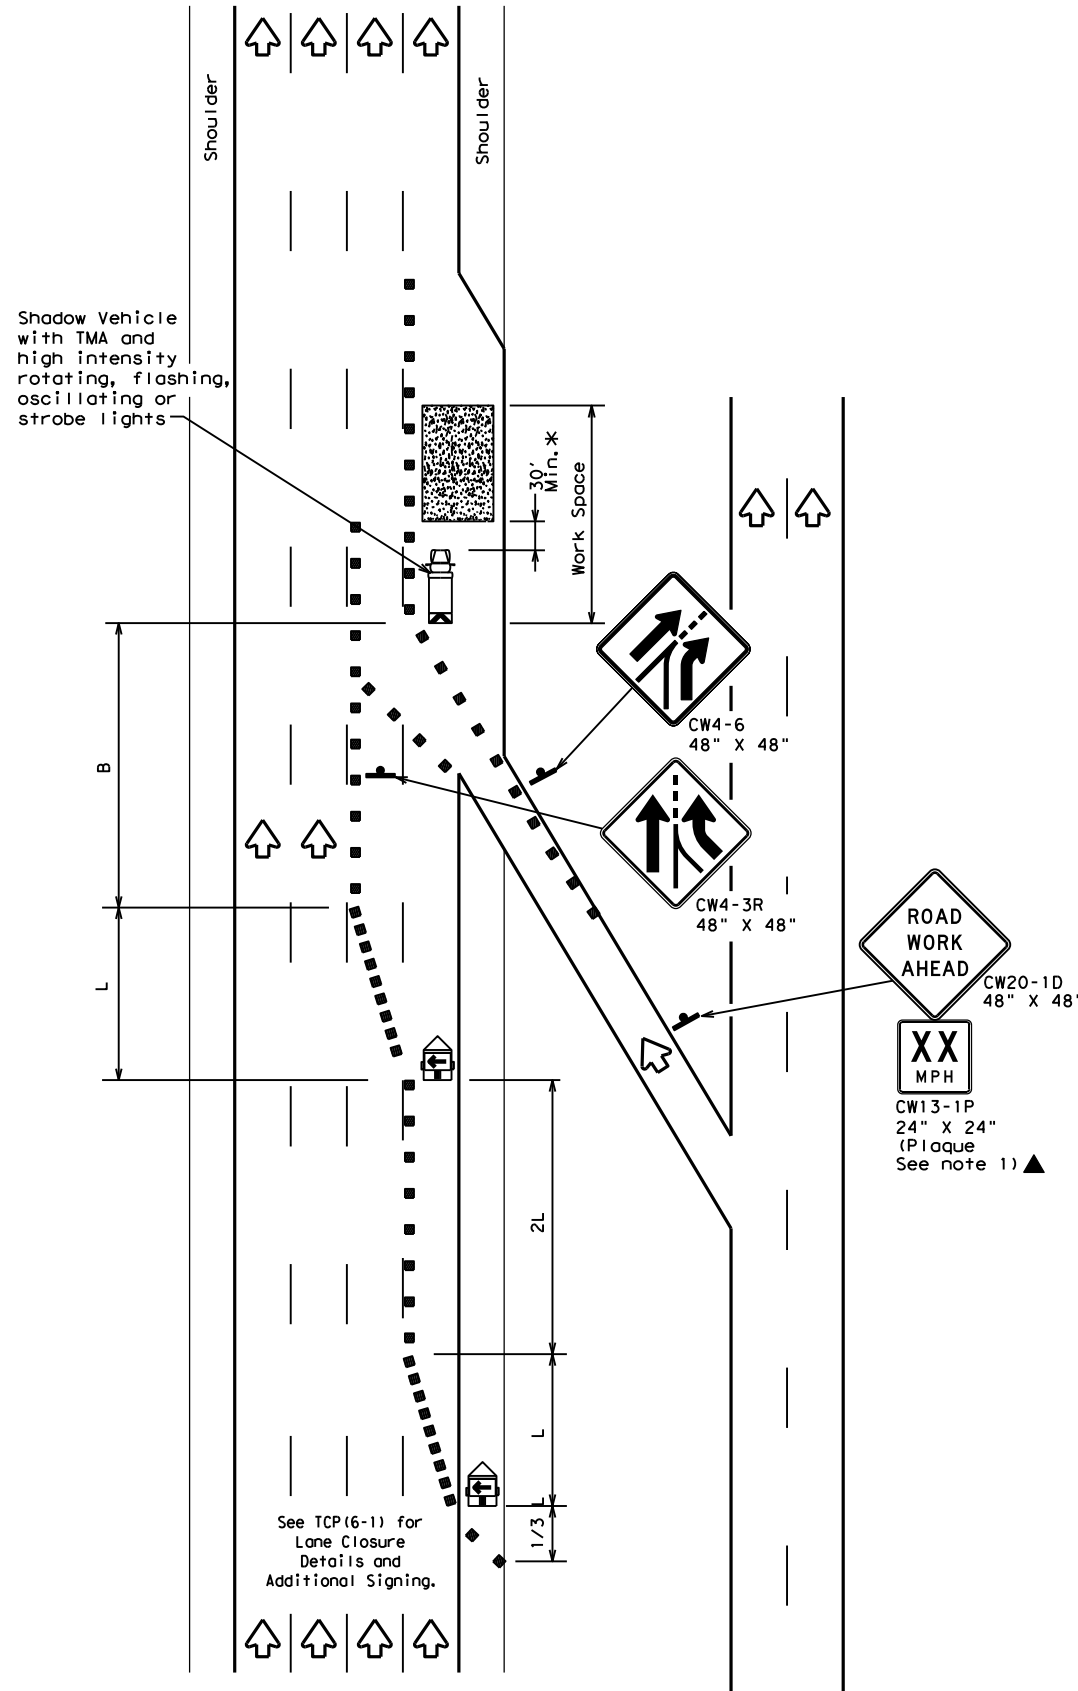 Shoulder
Shoulder
Shadow Vehicle
with TMA and
high intensity
rotating, flashing,
oscillating or
strobe lights
30'
Min.*
Work Space
CW4-6
48" X 48"
B
CW4-3R
48" X 48"
L
ROAD
WORK
AHEAD
CW20-1D
48" X 48"
XX
MPH
CW13-1P
24" X 24"
(Plaque
See note 1) ▲
2L
L
1/3 L
See TCP(6-1) for
Lane Closure
Details and
Additional Signing.